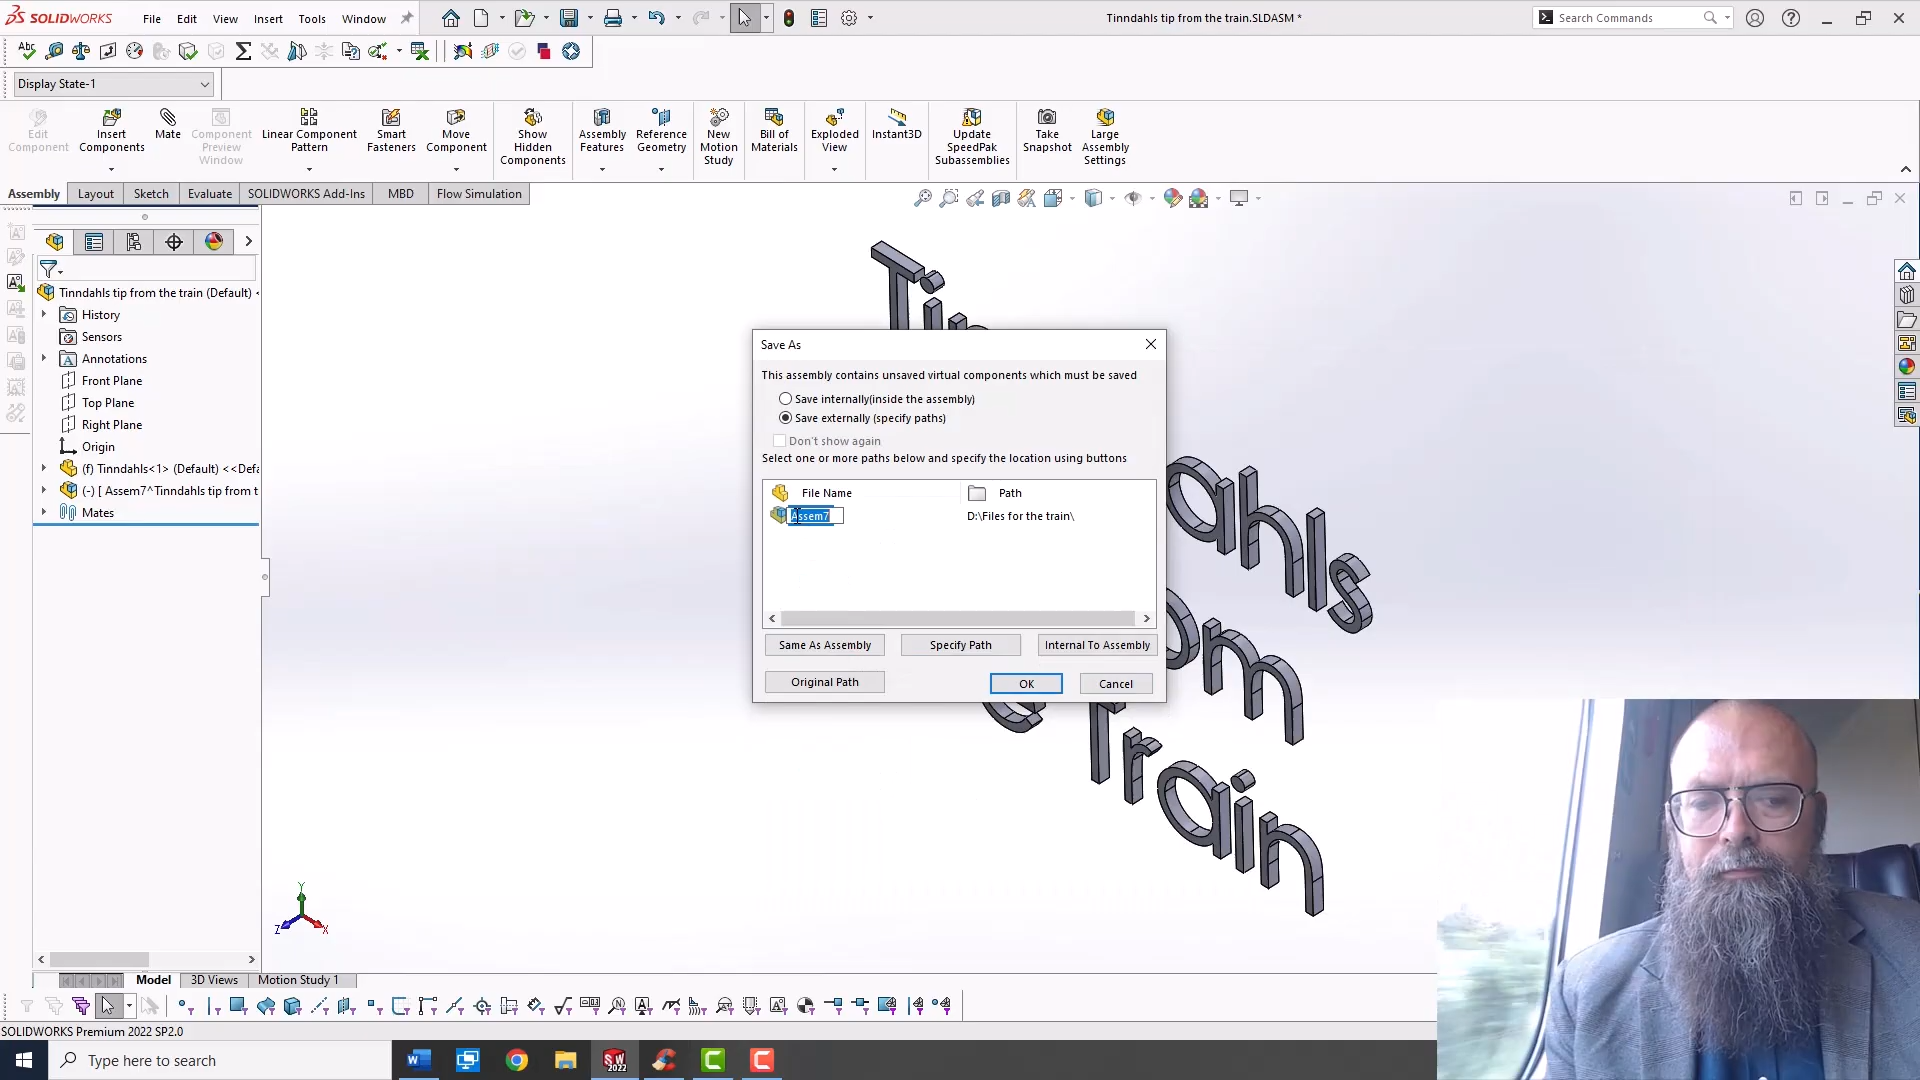 SOLIDWORKS File Edit View Insert Tools Window Tinndahls tip from the train.SLDASM * Search Commands
Display State-1
Edit Component
Insert Components
Mate
Component Preview Window
Linear Component Pattern
Smart Fasteners
Move Component
Show Hidden Components
Assembly Features
Reference Geometry
New Motion Study
Bill of Materials
Exploded View
Instant3D
Update SpeedPak Subassemblies
Take Snapshot
Large Assembly Settings
Assembly Layout Sketch Evaluate SOLIDWORKS Add-Ins MBD Flow Simulation
Tinndahls tip from the train (Default) <
History
Sensors
Annotations
Front Plane
Top Plane
Right Plane
Origin
(f) Tinndahls<1> (Default) <<Defa
(-) [ Assem7^Tinndahls tip from t
Mates
Save As
This assembly contains unsaved virtual components which must be saved
Save internally(inside the assembly)
Save externally (specify paths)
Don't show again
Select one or more paths below and specify the location using buttons
File Name Path
Assem7 D:\Files for the train\
Same As Assembly Specify Path Internal To Assembly
Original Path OK Cancel
Ti
ahls
om
e Train
Y
Z X
Model 3D Views Motion Study 1
SOLIDWORKS Premium 2022 SP2.0
Type here to search